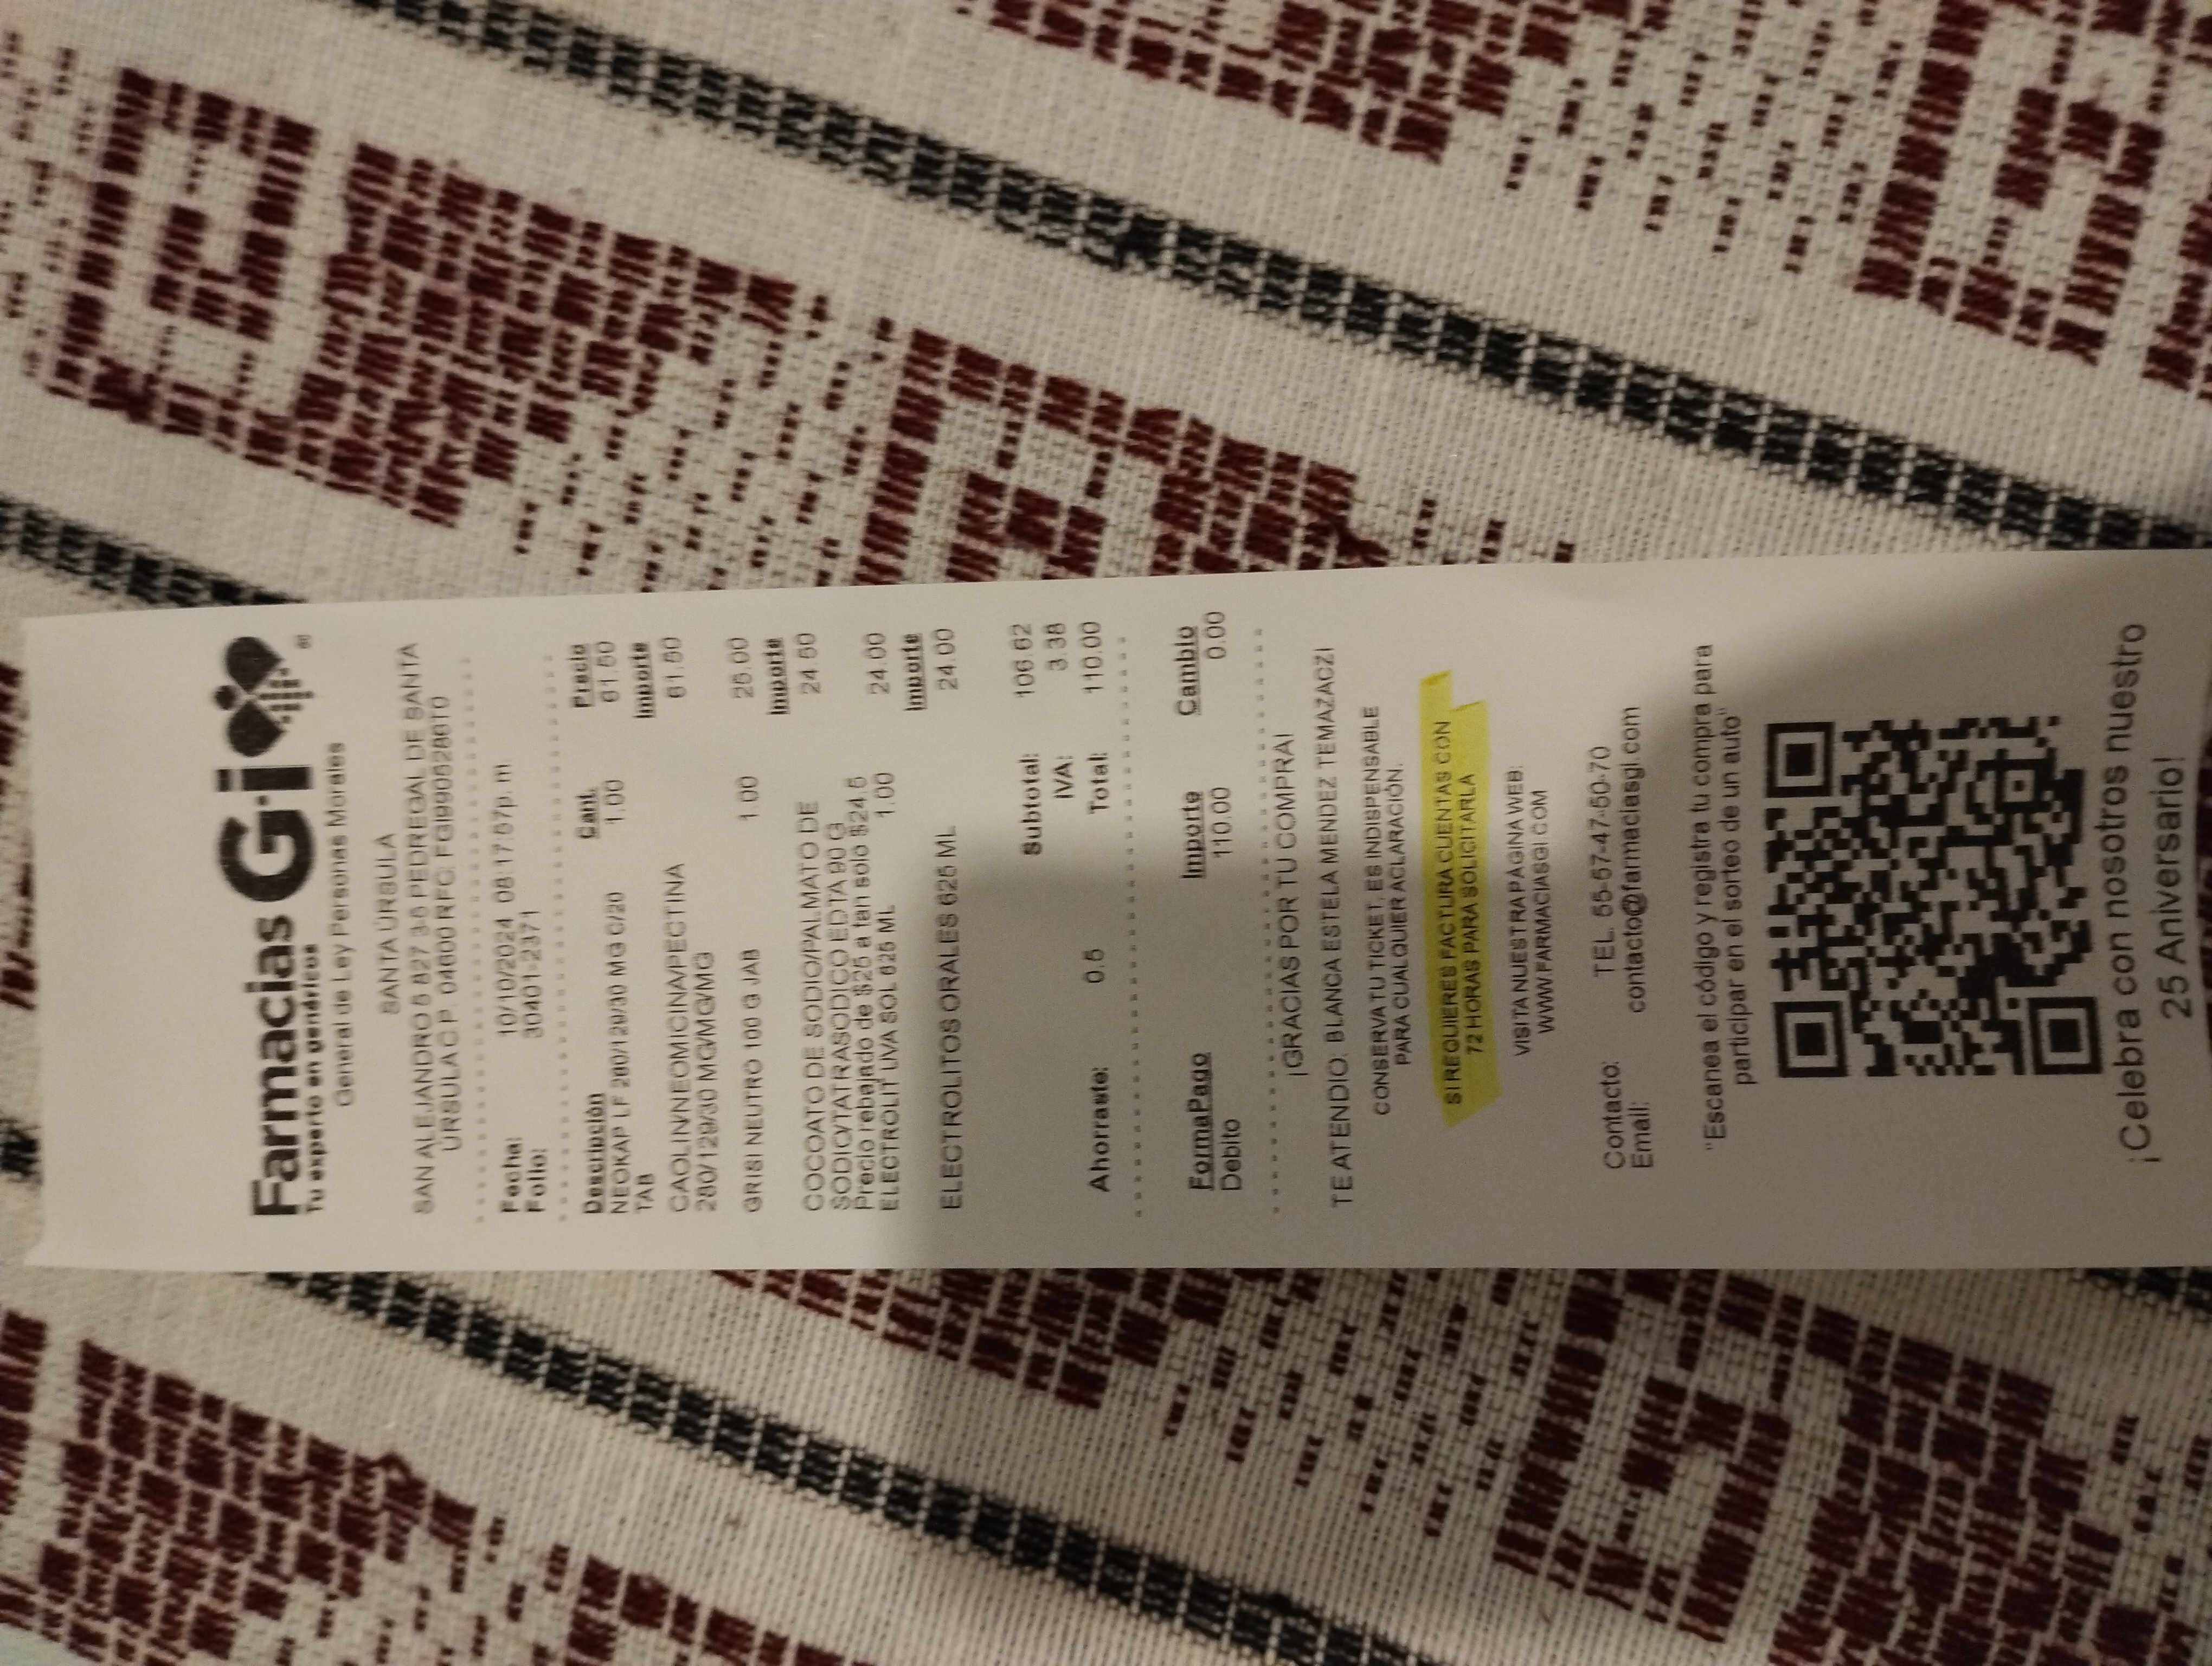 Farmacias Gi ®
Tu experto en genéricos
General de Ley Personas Morales
SANTA ÚRSULA
SAN ALEJANDRO 5 827 3-5 PEDREGAL DE SANTA
URSULA C.P. 04600 RFC. FGI9905288T0
Fecha: 10/10/2024 08:17:57p.m
Folio: 30401-2371
Descripción Cant. Precio
NEOKAP LF 280/129/30 MG C/20 1.00 61.50
TAB Importe
CAOLIN/NEOMICINA/PECTINA 61.50
280/129/30 MG/MG/MG
GRISI NEUTRO 100 G JAB 1.00 25.00
Importe
COCOATO DE SODIO/PALMATO DE 24.50
SODIO/TATRASODICO EDTA 90 G
Precio rebajado de $25 a tan solo $24.5
ELECTROLIT UVA SOL 625 ML 1.00 24.00
Importe
ELECTROLITOS ORALES 625 ML 24.00
Subtotal: 106.62
IVA: 3.38
Ahorraste: 0.5 Total: 110.00
FormaPago Importe Cambio
Debito 110.00 0.00
¡GRACIAS POR TU COMPRA!
TE ATENDIO: BLANCA ESTELA MENDEZ TEMAZACZI
CONSERVA TU TICKET, ES INDISPENSABLE
PARA CUALQUIER ACLARACIÓN.
SI REQUIERES FACTURA CUENTAS CON
72 HORAS PARA SOLICITARLA
VISITA NUESTRA PÁGINA WEB:
WWW.FARMACIASGI.COM
Contacto: TEL. 55-57-47-50-70
Email: contacto@farmaciasgi.com
"Escanea el código y registra tu compra para
participar en el sorteo de un auto"
¡Celebra con nosotros nuestro
25 Aniversario!